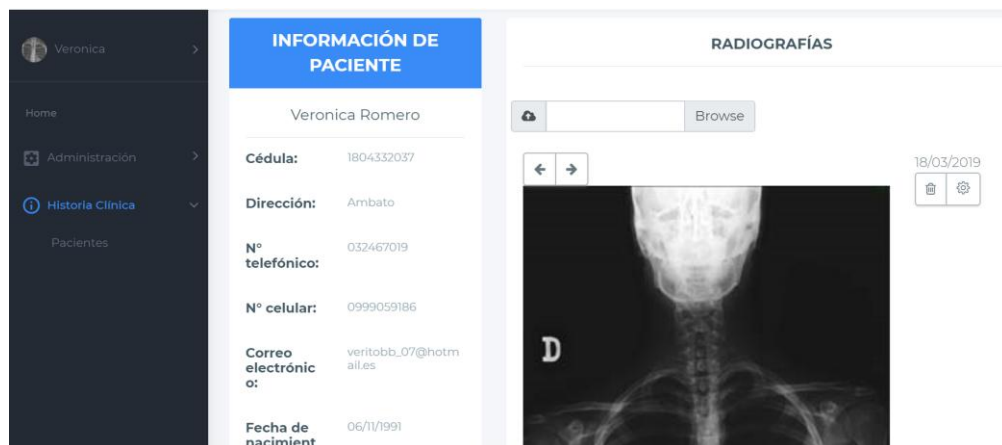 Veronica
Home
Administración
Historia Clínica
Pacientes
INFORMACIÓN DE
PACIENTE
Veronica Romero
Cédula: 1804332037
Dirección: Ambato
N°
telefónico: 032467019
N° celular: 0999059186
Correo
electrónic
o: veritobb_07@hotm
ail.es
Fecha de
nacimient 06/11/1991
RADIOGRAFÍAS
Browse
18/03/2019
D